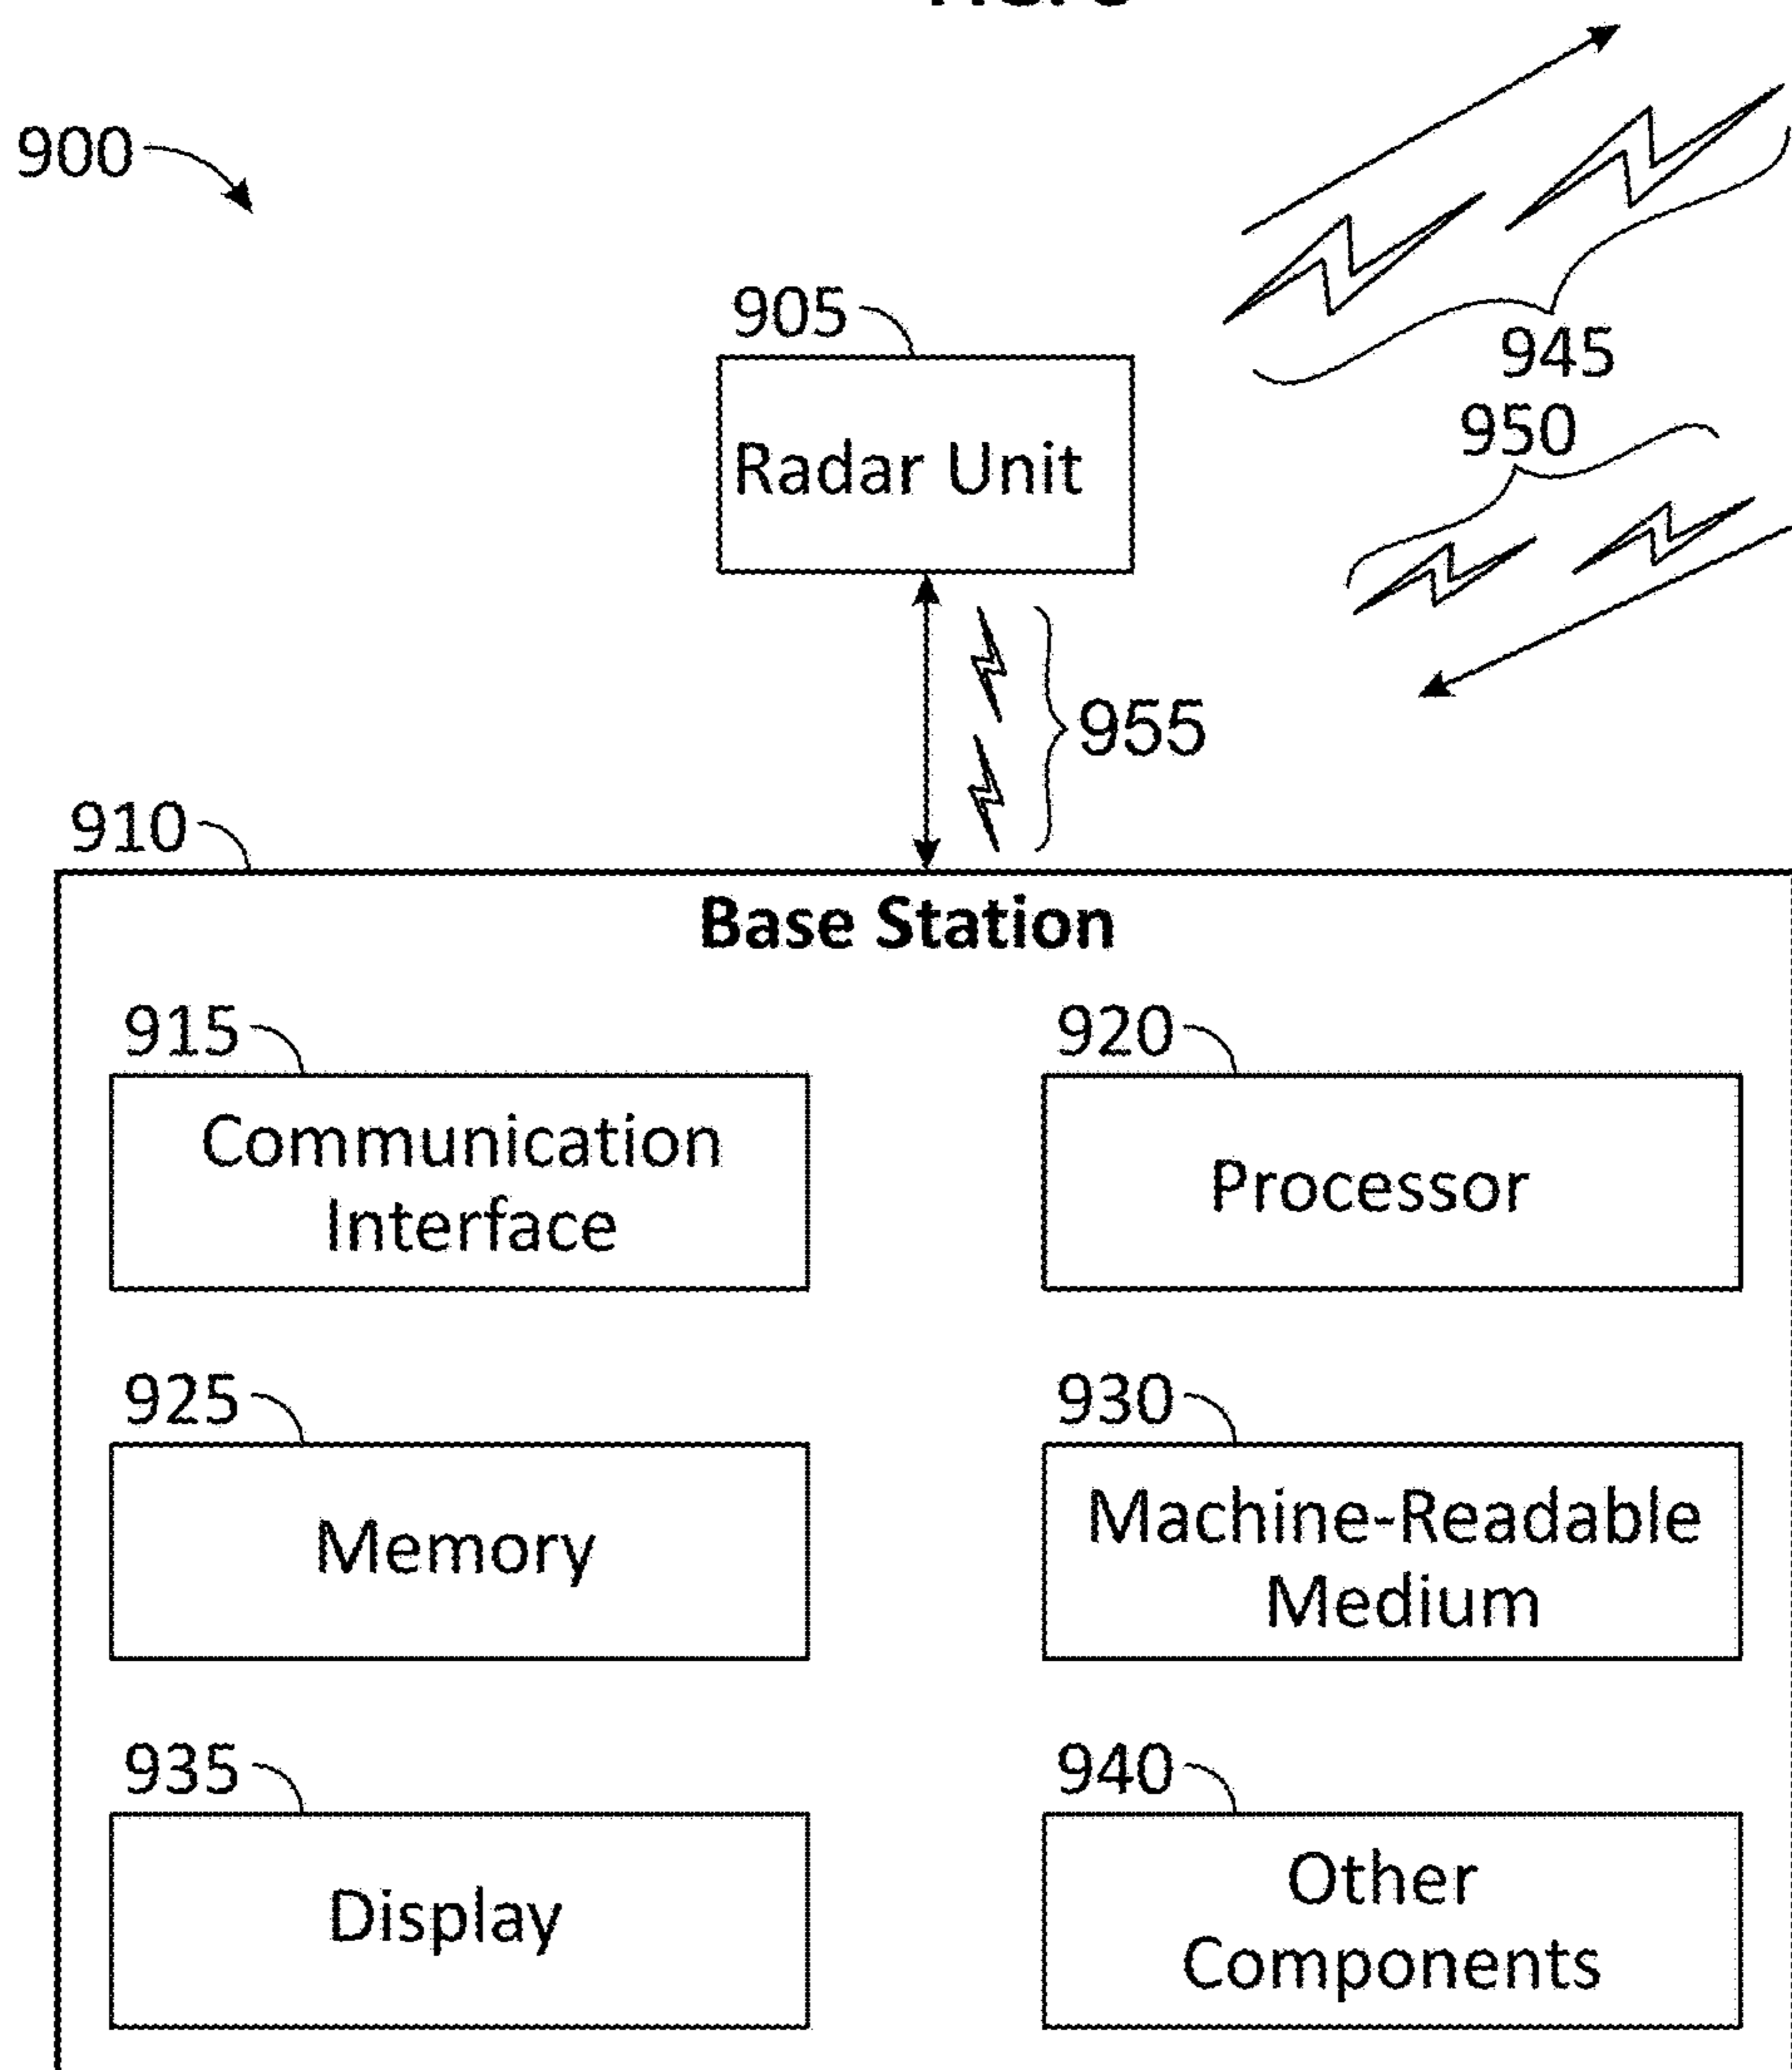 900
905
945
Radar Unit
950
955
910
Base Station
915
920
Communication
Interface
Processor
925
930
Memory
Machine-Readable
Medium
935
940
Display
Other
Components